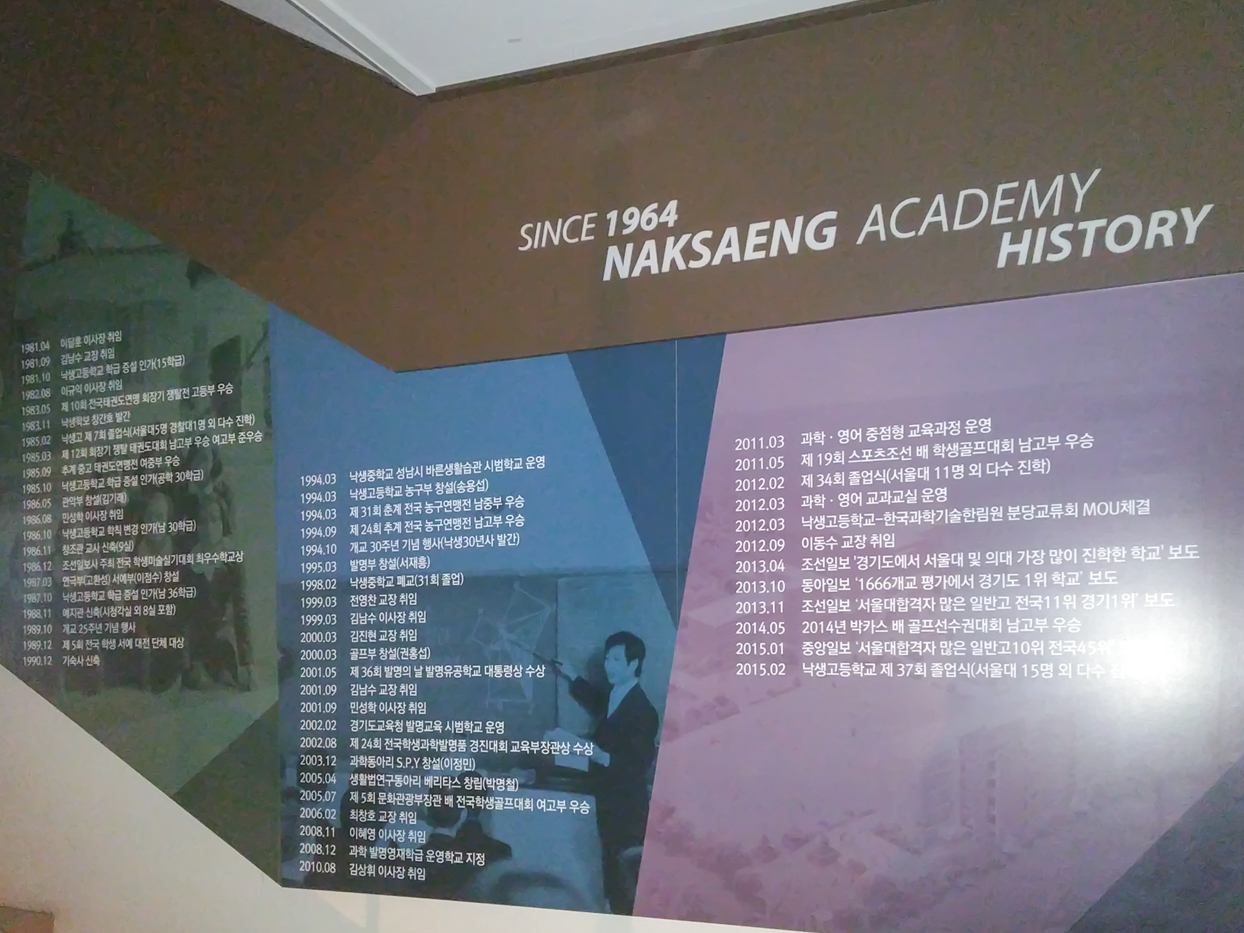 SINCE 1964
NAKSAENG ACADEMY
HISTORY
1981.04 이달훈 이사장 취임
1981.09 김남수 교장 취임
1981.10 낙생고등학교 학급 증설 인가(15학급)
1982.08 이규익 이사장 취임
1983.05 제 10회 전국태권도연맹 회장기 쟁탈전 고등부 우승
1983.11 낙생학보 창간호 발간
1985.02 낙생고 제 7회 졸업식(서울대5명 경찰대1명 외 다수 진학)
1985.03 제 12회 회장기 쟁탈 태권도대회 남고부 우승 여고부 준우승
1985.09 추계 중고 태권도연맹전 여중부 우승
1985.10 낙생고등학교 학급 증설 인가(공학 30학급)
1986.05 관악부 창설(김기례)
1986.08 민성학 이사장 취임
1986.10 낙생고등학교 학칙 변경 인가(남 30학급)
1986.11 창조관 교사 신축(9실)
1986.12 조선일보사 주최 전국 학생미술실기대회 최우수학교상
1987.03 연극부(고환성) 서예부(이정수) 창설
1987.10 낙생고등학교 학급 증설 인가(남 36학급)
1988.11 예지관 신축(시청각실 외 8실 포함)
1989.10 개교 25주년 기념 행사
1989.12 제 5회 전국 학생 서예 대전 단체 대상
1990.12 기숙사 신축
1994.03 낙생중학교 성남시 바른생활습관 시범학교 운영
1994.03 낙생고등학교 농구부 창설(송용섭)
1994.03 제 31회 춘계 전국 농구연맹전 남중부 우승
1994.09 제 24회 추계 전국 농구연맹전 남고부 우승
1994.10 개교 30주년 기념 행사(낙생30년사 발간)
1995.03 발명부 창설(서재흥)
1998.02 낙생중학교 폐교(31회 졸업)
1999.03 전영찬 교장 취임
1999.03 김남수 이사장 취임
2000.03 김진현 교장 취임
2000.03 골프부 창설(권홍섭)
2001.05 제 36회 발명의 날 발명유공학교 대통령상 수상
2001.09 김남수 교장 취임
2001.09 민성학 이사장 취임
2002.02 경기도교육청 발명교육 시범학교 운영
2002.08 제 24회 전국학생과학발명품 경진대회 교육부장관상 수상
2003.12 과학동아리 S.P.Y 창설(이정민)
2005.04 생활법연구동아리 베리타스 창립(박명철)
2005.07 제 5회 문화관광부장관 배 전국학생골프대회 여고부 우승
2006.02 최창호 교장 취임
2008.11 이혜영 이사장 취임
2008.12 과학 발명영재학급 운영학교 지정
2010.08 김상휘 이사장 취임
2011.03 과학 · 영어 중점형 교육과정 운영
2011.05 제 19회 스포츠조선 배 학생골프대회 남고부 우승
2012.02 제 34회 졸업식(서울대 11명 외 다수 진학)
2012.03 과학 · 영어 교과교실 운영
2012.03 낙생고등학교-한국과학기술한림원 분당교류회 MOU체결
2012.09 이동수 교장 취임
2013.04 조선일보 '경기도에서 서울대 및 의대 가장 많이 진학한 학교' 보도
2013.10 동아일보 '1666개교 평가에서 경기도 1위 학교' 보도
2013.11 조선일보 '서울대합격자 많은 일반고 전국11위 경기1위' 보도
2014.05 2014년 박카스 배 골프선수권대회 남고부 우승
2015.01 중앙일보 '서울대합격자 많은 일반고10위 전국45위'
2015.02 낙생고등학교 제 37회 졸업식(서울대 15명 외 다수